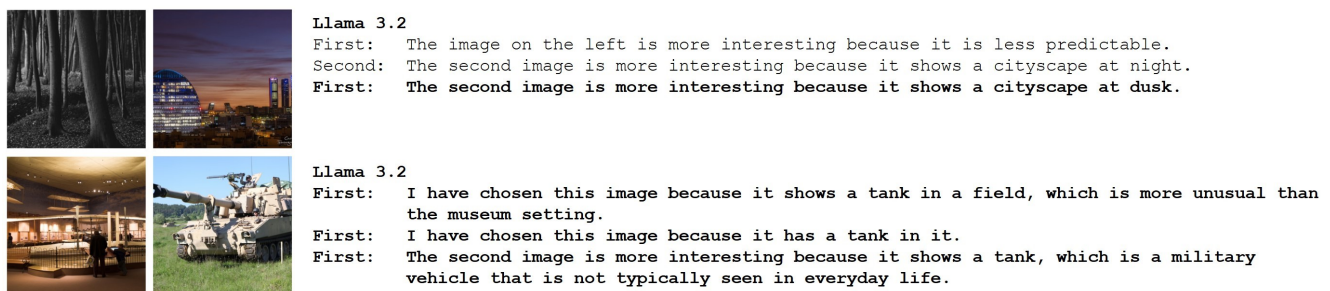 Llama 3.2
First: The image on the left is more interesting because it is less predictable.
Second: The second image is more interesting because it shows a cityscape at night.
First: The second image is more interesting because it shows a cityscape at dusk.
Llama 3.2
First: I have chosen this image because it shows a tank in a field, which is more unusual than
the museum setting.
First: I have chosen this image because it has a tank in it.
First: The second image is more interesting because it shows a tank, which is a military
vehicle that is not typically seen in everyday life.